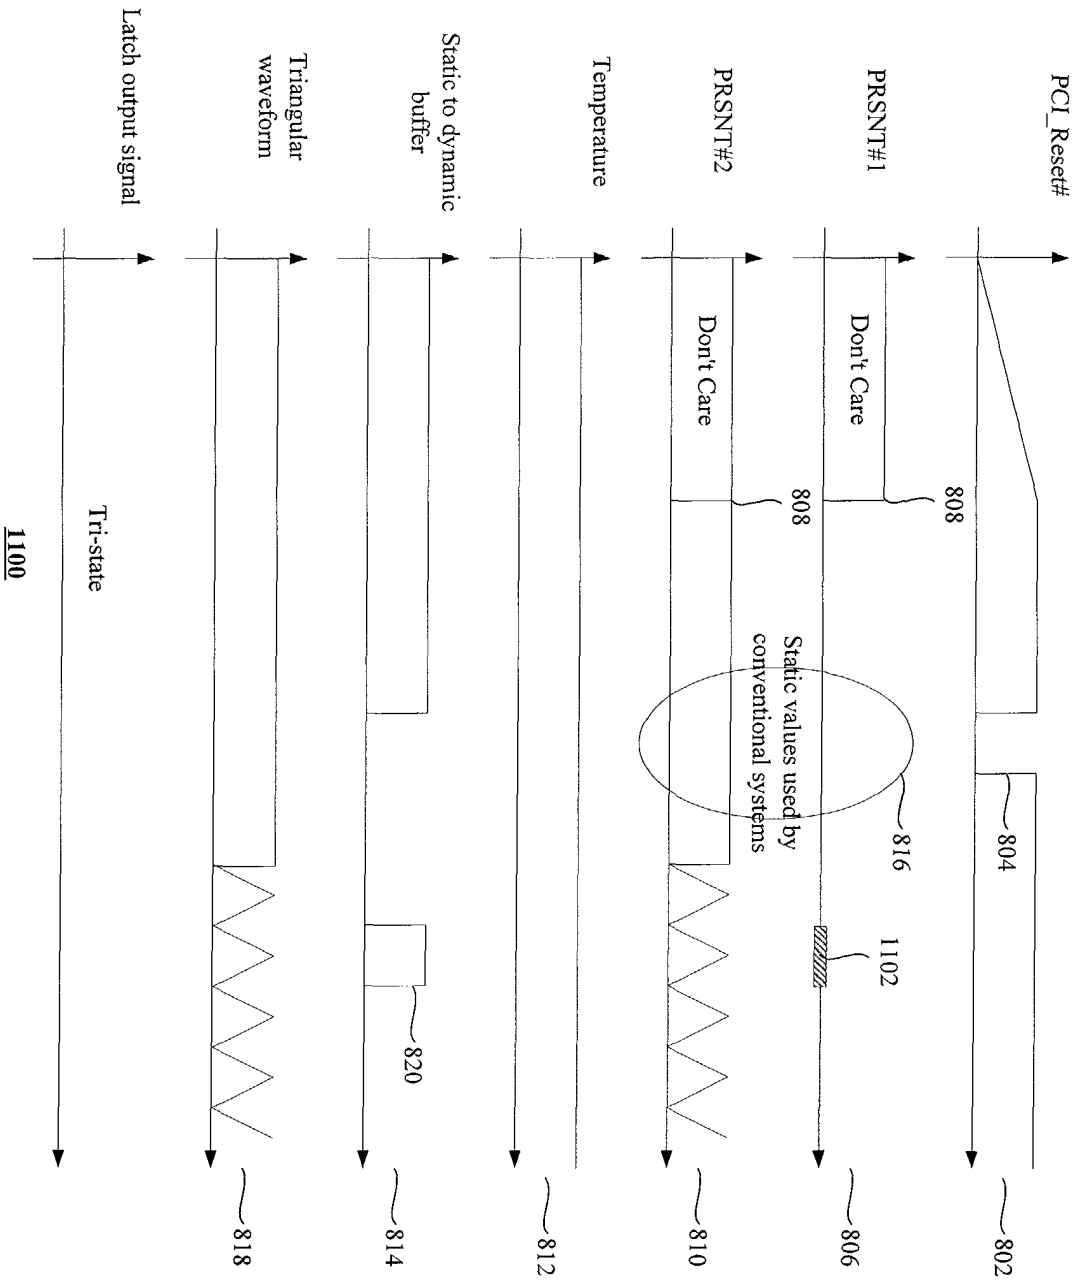 PCI_Reset#
804
802
PRSNT#1
Don't Care
808
816
1102
806
PRSNT#2
Don't Care
808
Static values used by
conventional systems
810
Temperature
812
Static to dynamic
buffer
820
814
Triangular
waveform
818
Latch output signal
Tri-state
1100